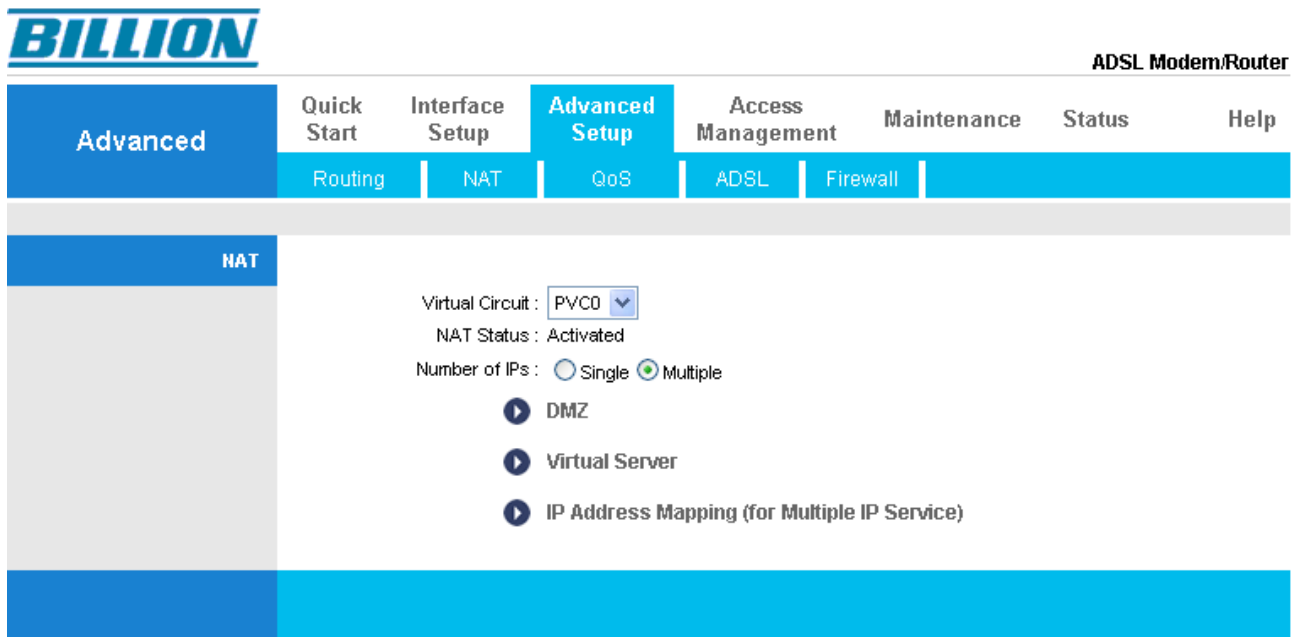 BILLION
ADSL Modem/Router
Advanced
Quick Start
Interface Setup
Advanced Setup
Access Management
Maintenance
Status
Help
Routing
NAT
QoS
ADSL
Firewall
NAT
Virtual Circuit : PVC0
NAT Status : Activated
Number of IPs : Single Multiple
DMZ
Virtual Server
IP Address Mapping (for Multiple IP Service)